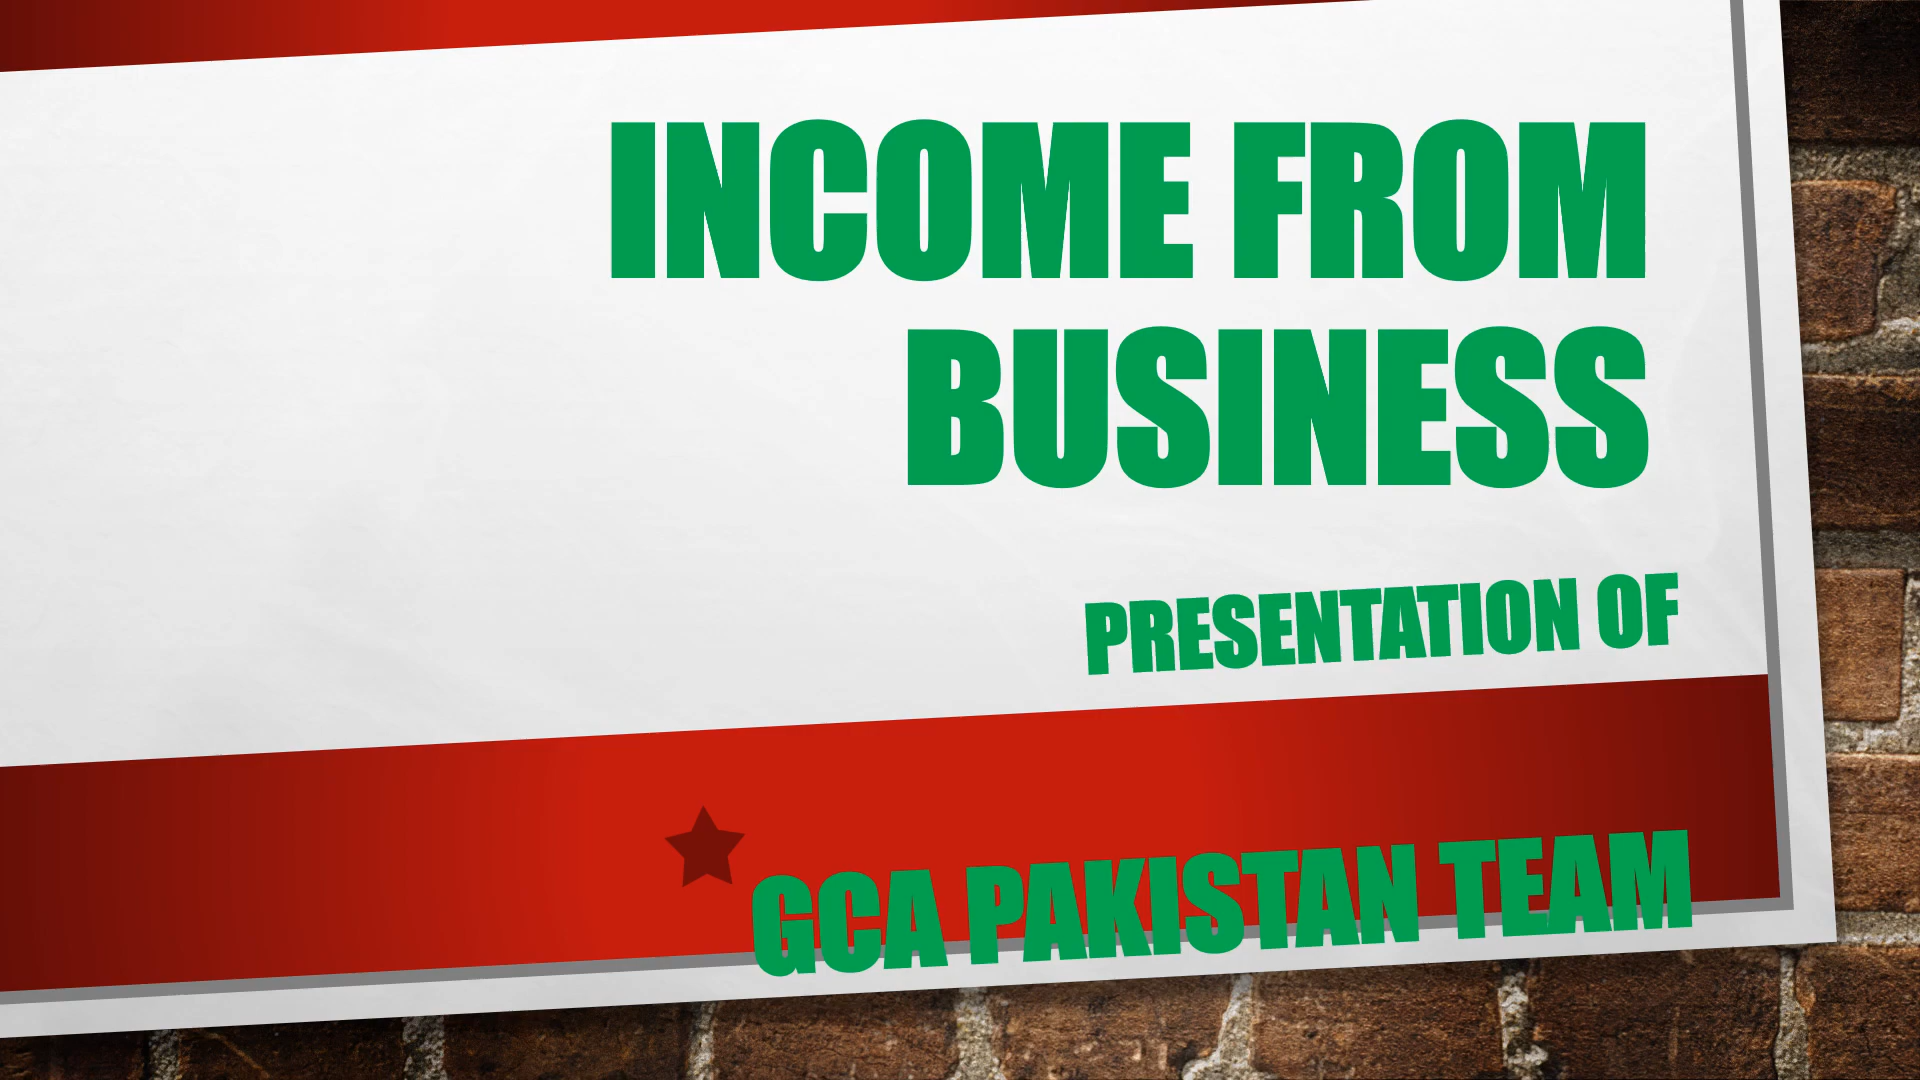 INCOME FROM
BUSINESS
PRESENTATION OF
GCA PAKISTAN TEAM